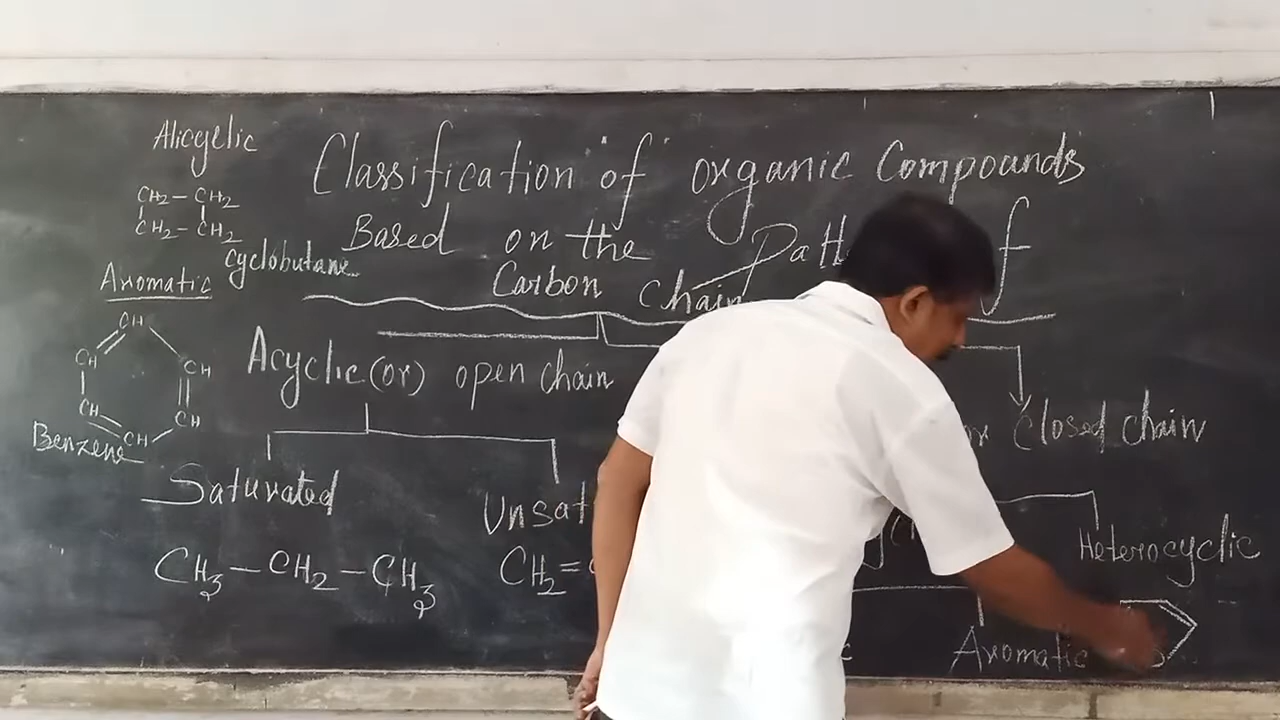 Alicyclic
Classification of organic Compounds
CH2 – CH2
CH2 – CH2
Cyclobutane
Based on the
Carbon Chain
Aromatic
CH
CH CH
CH CH
CH
Benzene
Acyclic (or) open chain
Closed chain
Saturated
CH3 – CH2 – CH3
CH2 =
Heterocyclic
Aromatic